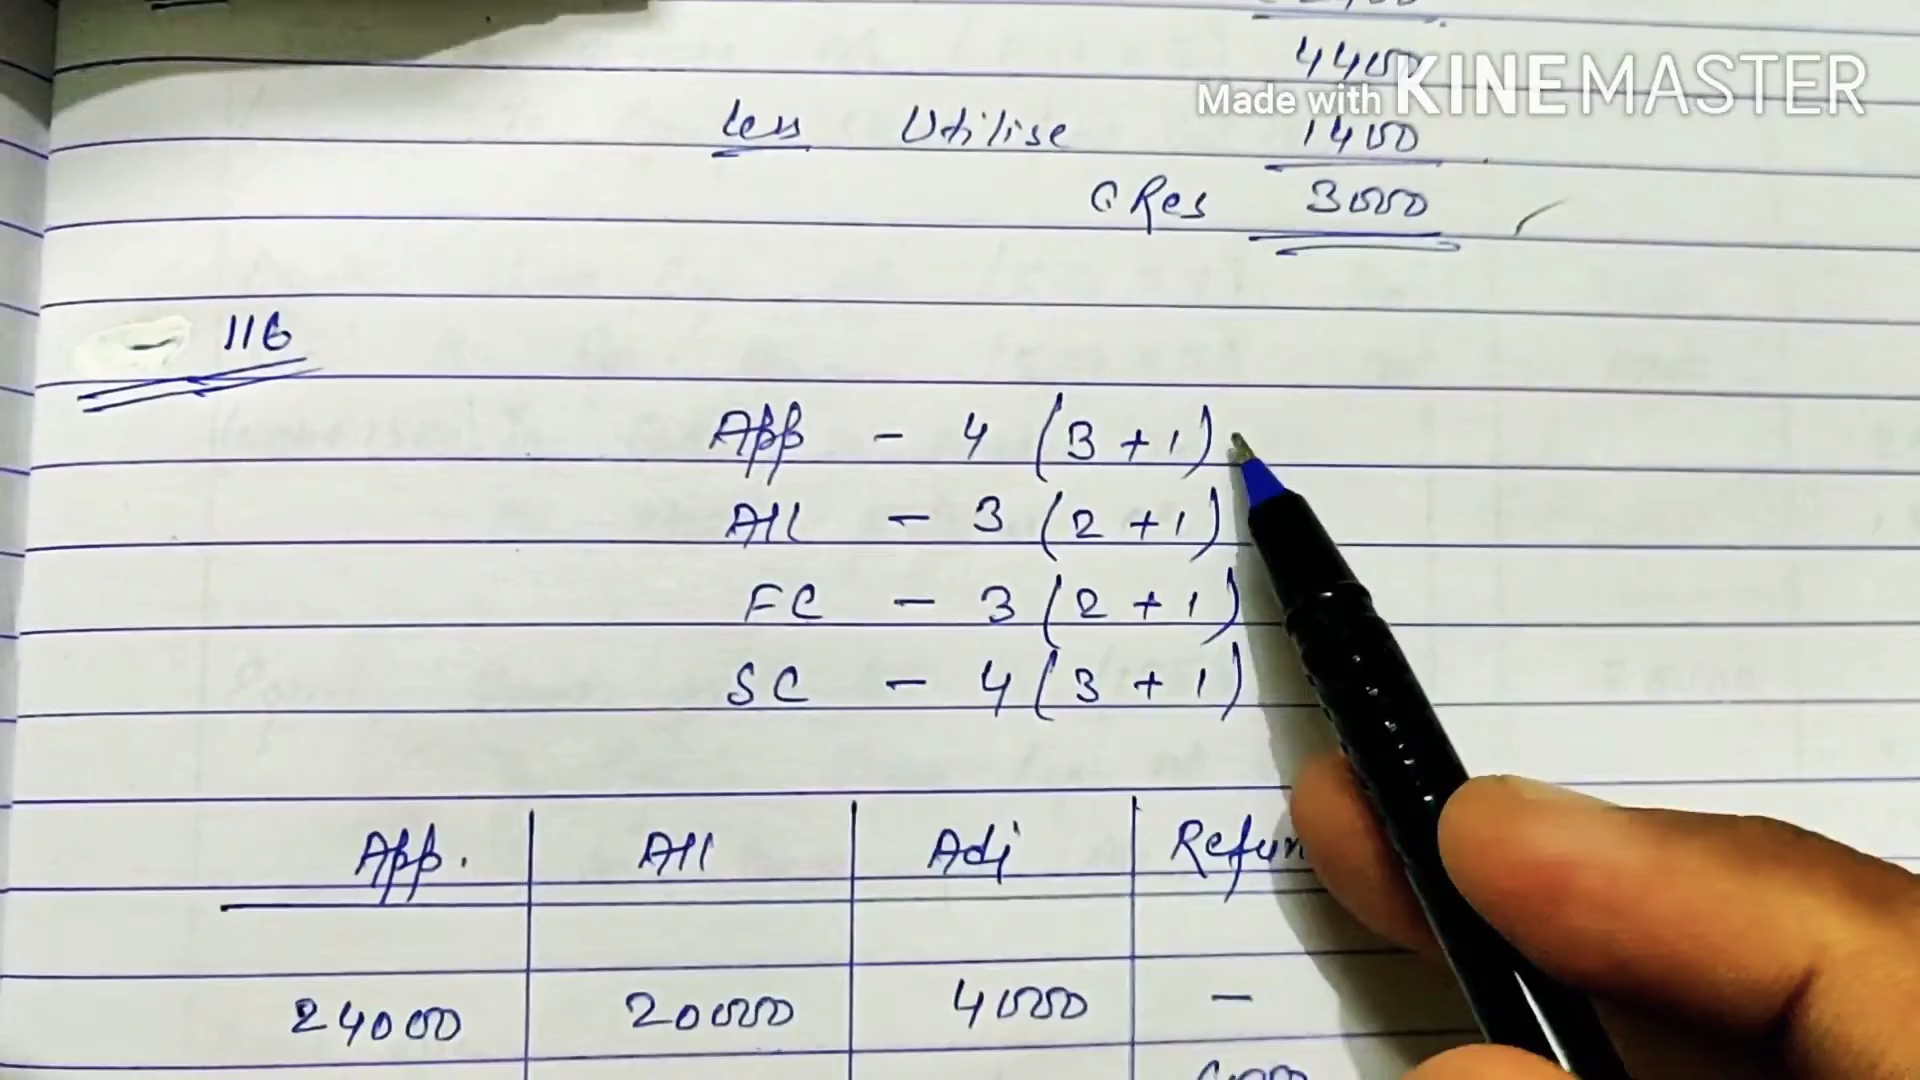 4400
Made with KINEMASTER
Less Utilise 1400
C Res 3000
116
App - 4 (3 + 1)
All - 3 (2 + 1)
FC - 3 (2 + 1)
SC - 4 (3 + 1)
App. All Adj Refun
24000 20000 4000 -